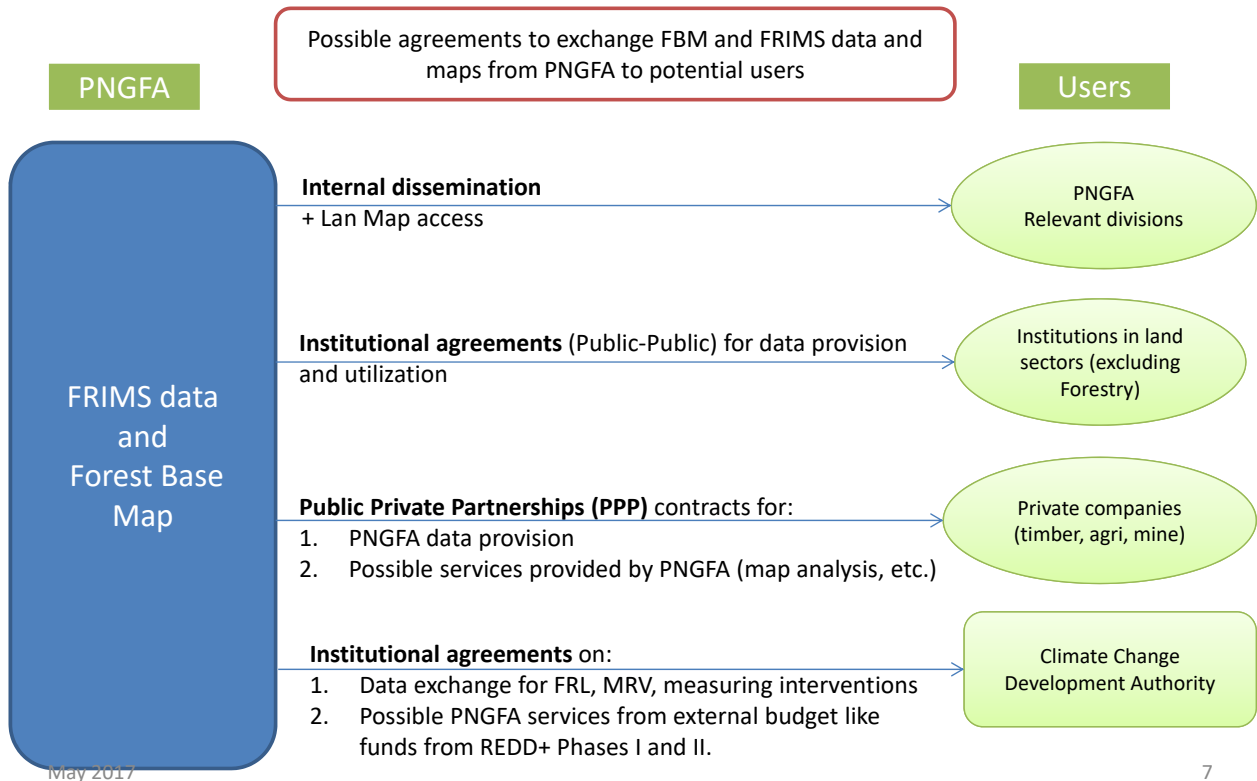 Possible agreements to exchange FBM and FRIMS data and
maps from PNGFA to potential users
PNGFA
Users
FRIMS data
and
Forest Base
Map
Internal dissemination
+ Lan Map access
PNGFA
Relevant divisions
Institutional agreements (Public-Public) for data provision
and utilization
Institutions in land
sectors (excluding
Forestry)
Public Private Partnerships (PPP) contracts for:
1. PNGFA data provision
2. Possible services provided by PNGFA (map analysis, etc.)
Private companies
(timber, agri, mine)
Institutional agreements on:
1. Data exchange for FRL, MRV, measuring interventions
2. Possible PNGFA services from external budget like
funds from REDD+ Phases I and II.
Climate Change
Development Authority
May 2017
7